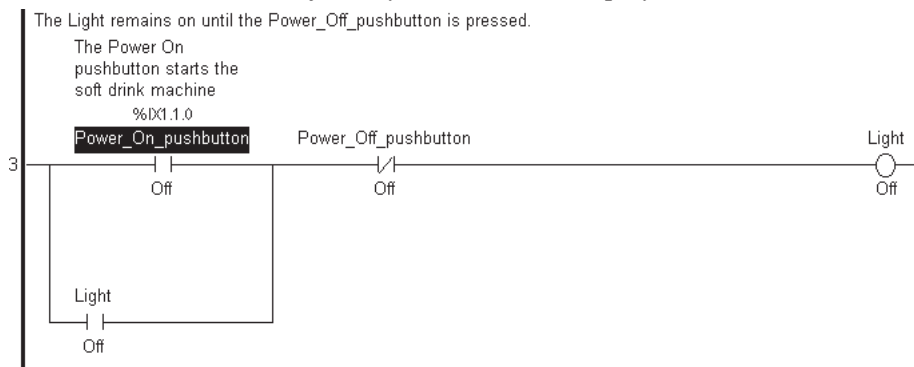 The Light remains on until the Power_Off_pushbutton is pressed.
The Power On
pushbutton starts the
soft drink machine
%IX1.1.0
Power_On_pushbutton Power_Off_pushbutton Light
3
Off Off Off
Light
Off